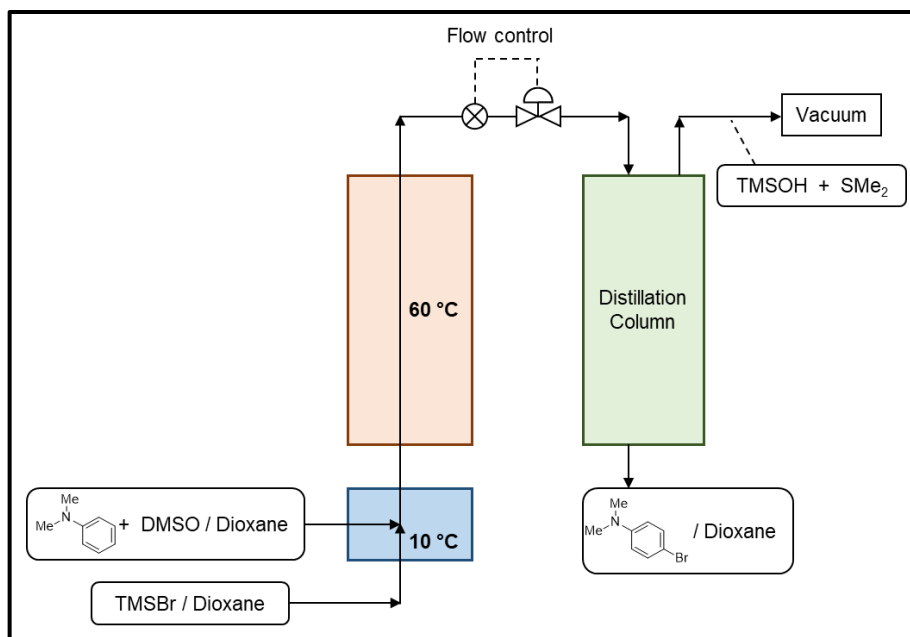 Flow control
Vacuum
TMSOH + SMe₂
60 °C
Distillation
Column
Me
N
Me
+ DMSO / Dioxane
10 °C
TMSBr / Dioxane
Me
N
Me
Br
/ Dioxane